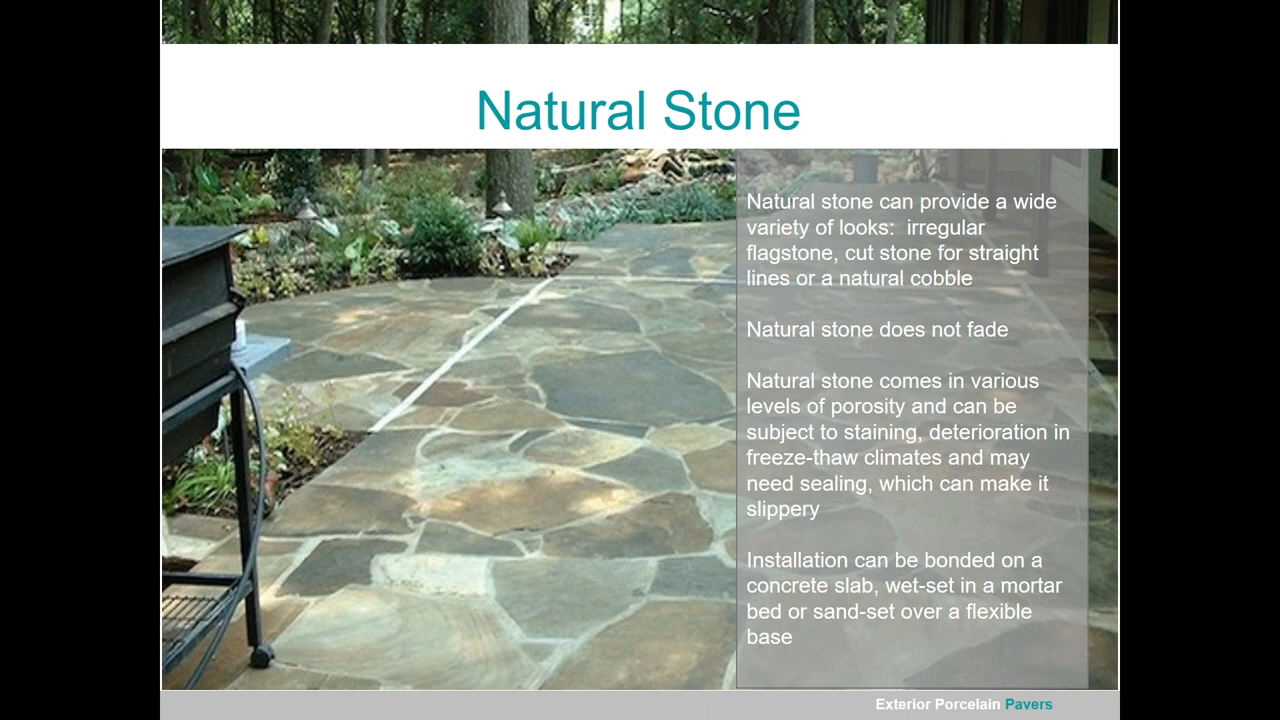 Natural Stone
Natural stone can provide a wide
variety of looks:  irregular
flagstone, cut stone for straight
lines or a natural cobble
Natural stone does not fade
Natural stone comes in various
levels of porosity and can be
subject to staining, deterioration in
freeze-thaw climates and may
need sealing, which can make it
slippery
Installation can be bonded on a
concrete slab, wet-set in a mortar
bed or sand-set over a flexible
base
Exterior Porcelain Pavers